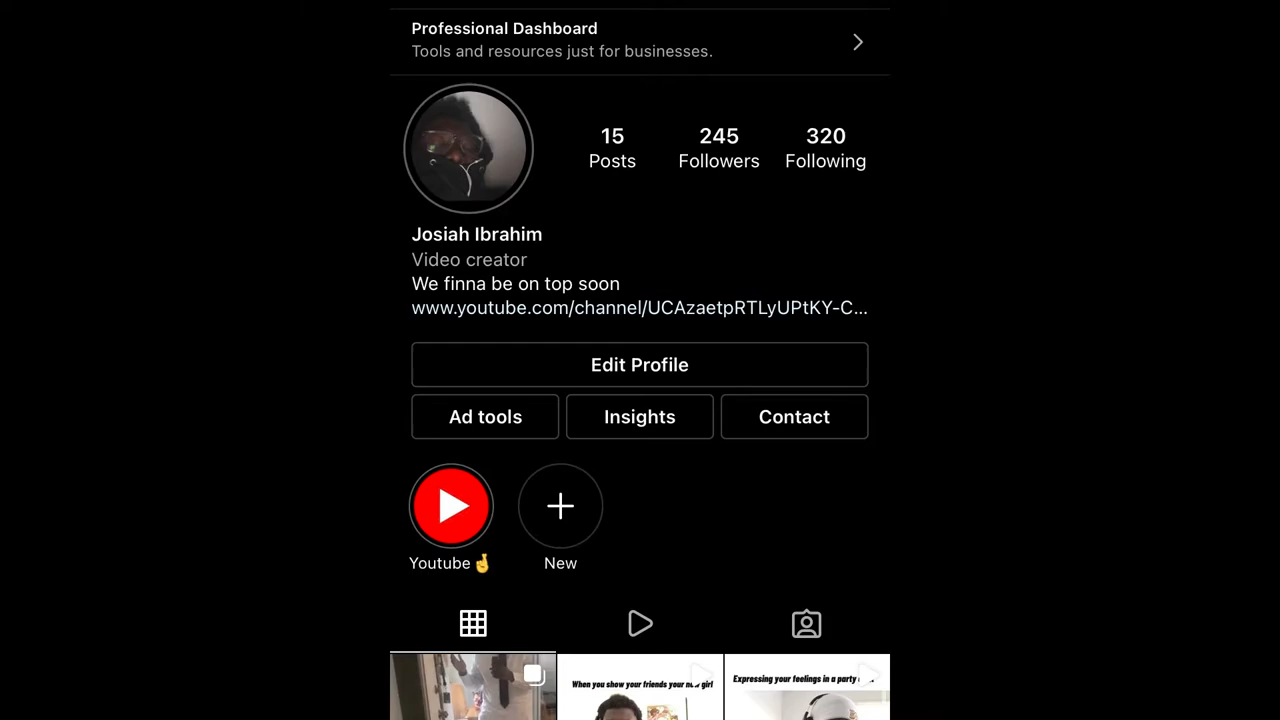 Professional Dashboard
Tools and resources just for businesses.
15
Posts
245
Followers
320
Following
Josiah Ibrahim
Video creator
We finna be on top soon
www.youtube.com/channel/UCAzaetpRTLyUPtKY-C...
Edit Profile
Ad tools
Insights
Contact
Youtube🤞
New
When you show your friends your new girl
Expressing your feelings in a party